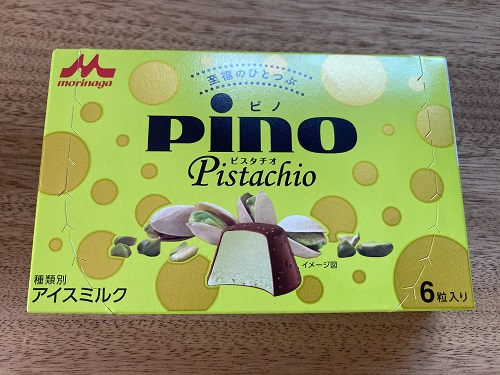 morinaga
至福のひとつぶ
ピノ
pino
ピスタチオ
Pistachio
イメージ図
種類別
アイスミルク
6粒入り